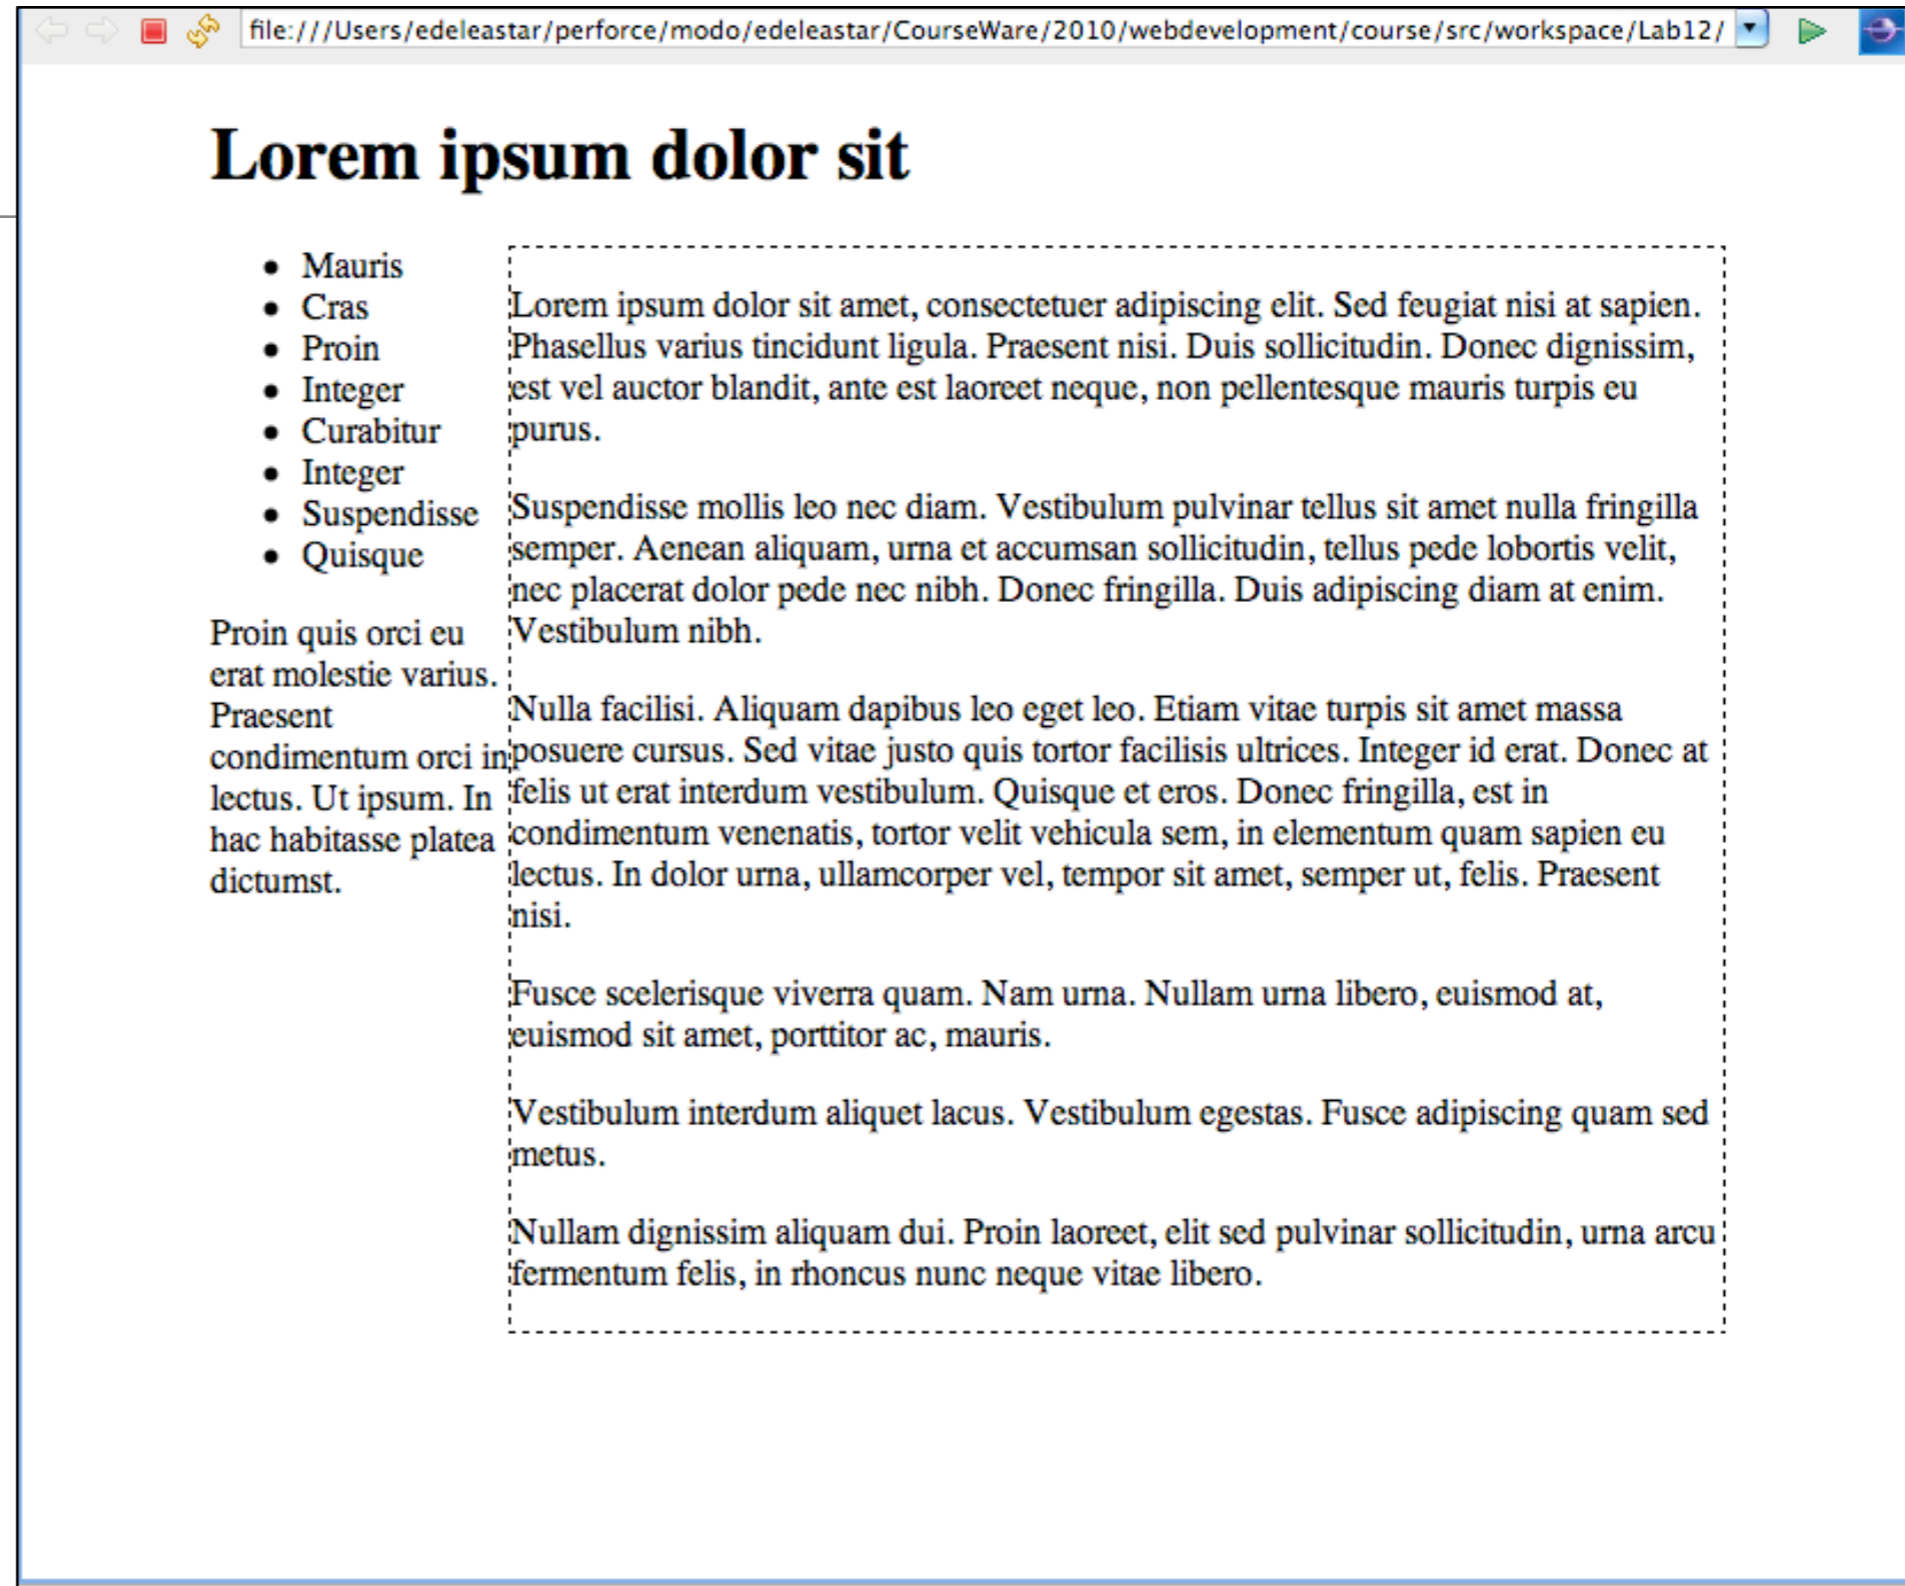 file:///Users/edeleastar/perforce/modo/edeleastar/CourseWare/2010/webdevelopment/course/src/workspace/Lab12/
Lorem ipsum dolor sit
• Mauris
• Cras
• Proin
• Integer
• Curabitur
• Integer
• Suspendisse
• Quisque
Proin quis orci eu
erat molestie varius.
Praesent
condimentum orci in
lectus. Ut ipsum. In
hac habitasse platea
dictumst.
Lorem ipsum dolor sit amet, consectetuer adipiscing elit. Sed feugiat nisi at sapien.
Phasellus varius tincidunt ligula. Praesent nisi. Duis sollicitudin. Donec dignissim,
est vel auctor blandit, ante est laoreet neque, non pellentesque mauris turpis eu
purus.
Suspendisse mollis leo nec diam. Vestibulum pulvinar tellus sit amet nulla fringilla
semper. Aenean aliquam, urna et accumsan sollicitudin, tellus pede lobortis velit,
nec placerat dolor pede nec nibh. Donec fringilla. Duis adipiscing diam at enim.
Vestibulum nibh.
Nulla facilisi. Aliquam dapibus leo eget leo. Etiam vitae turpis sit amet massa
posuere cursus. Sed vitae justo quis tortor facilisis ultrices. Integer id erat. Donec at
felis ut erat interdum vestibulum. Quisque et eros. Donec fringilla, est in
condimentum venenatis, tortor velit vehicula sem, in elementum quam sapien eu
lectus. In dolor urna, ullamcorper vel, tempor sit amet, semper ut, felis. Praesent
nisi.
Fusce scelerisque viverra quam. Nam urna. Nullam urna libero, euismod at,
euismod sit amet, porttitor ac, mauris.
Vestibulum interdum aliquet lacus. Vestibulum egestas. Fusce adipiscing quam sed
metus.
Nullam dignissim aliquam dui. Proin laoreet, elit sed pulvinar sollicitudin, urna arcu
fermentum felis, in rhoncus nunc neque vitae libero.